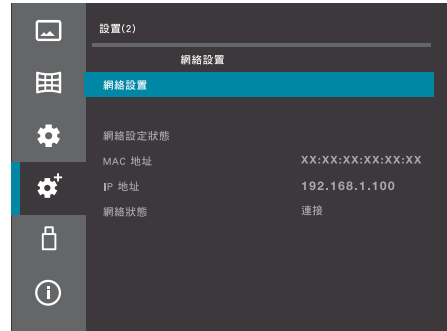 設置(2)
網絡設置
網絡設置
網絡設定狀態
MAC 地址 XX:XX:XX:XX:XX:XX
IP 地址 192.168.1.100
網絡狀態 連接